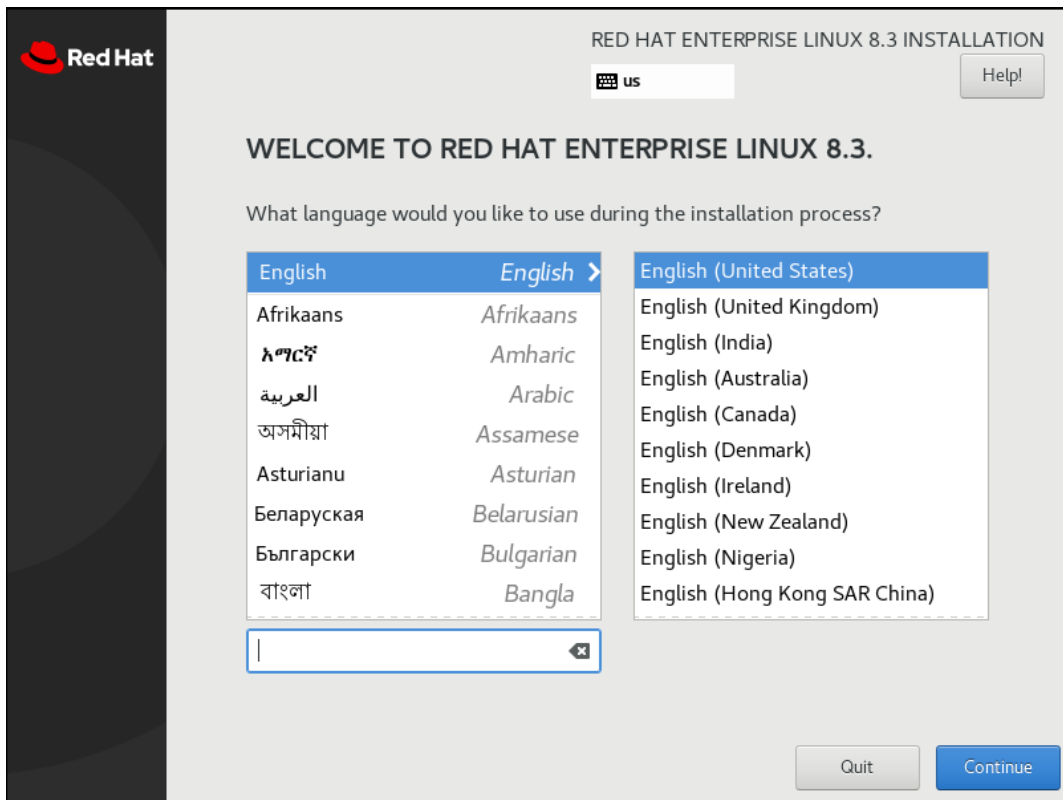 Red Hat
RED HAT ENTERPRISE LINUX 8.3 INSTALLATION
us
Help!
WELCOME TO RED HAT ENTERPRISE LINUX 8.3.
What language would you like to use during the installation process?
English English
Afrikaans Afrikaans
አማርኛ Amharic
العربية Arabic
অসমীয়া Assamese
Asturianu Asturian
Беларуская Belarusian
Български Bulgarian
বাংলা Bangla
English (United States)
English (United Kingdom)
English (India)
English (Australia)
English (Canada)
English (Denmark)
English (Ireland)
English (New Zealand)
English (Nigeria)
English (Hong Kong SAR China)
Quit
Continue